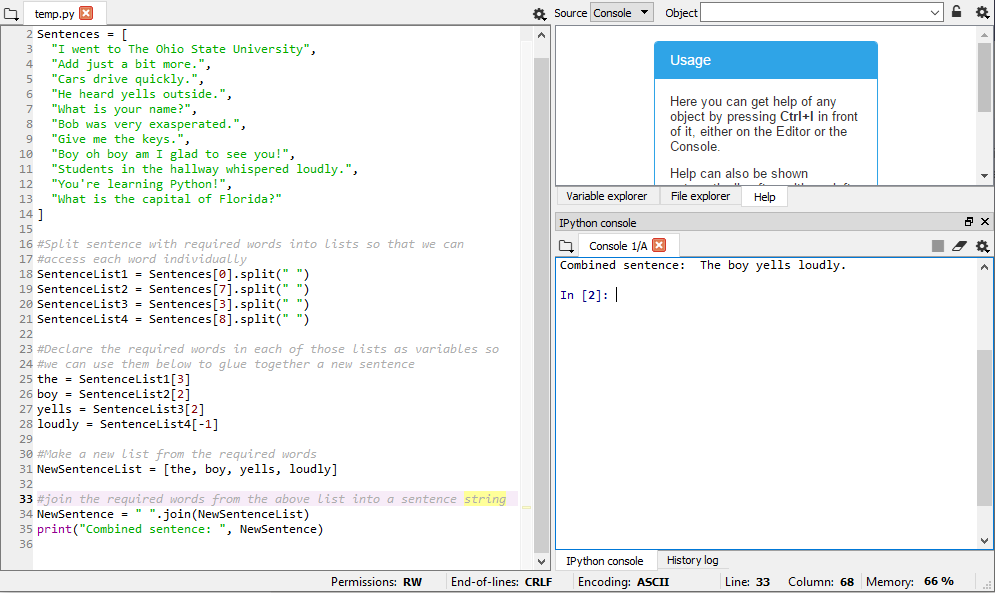 temp.py
2 Sentences = [
3 "I went to The Ohio State University",
4 "Add just a bit more.",
5 "Cars drive quickly.",
6 "He heard yells outside.",
7 "What is your name?",
8 "Bob was very exasperated.",
9 "Give me the keys.",
10 "Boy oh boy am I glad to see you!",
11 "Students in the hallway whispered loudly.",
12 "You're learning Python!",
13 "What is the capital of Florida?"
14 ]
15
16 #Split sentence with required words into lists so that we can
17 #access each word individually
18 SentenceList1 = Sentences[0].split(" ")
19 SentenceList2 = Sentences[7].split(" ")
20 SentenceList3 = Sentences[3].split(" ")
21 SentenceList4 = Sentences[8].split(" ")
22
23 #Declare the required words in each of those lists as variables so
24 #we can use them below to glue together a new sentence
25 the = SentenceList1[3]
26 boy = SentenceList2[2]
27 yells = SentenceList3[2]
28 loudly = SentenceList4[-1]
29
30 #Make a new list from the required words
31 NewSentenceList = [the, boy, yells, loudly]
32
33 #join the required words from the above list into a sentence string
34 NewSentence = " ".join(NewSentenceList)
35 print("Combined sentence: ", NewSentence)
36
Source Console Object
Usage
Here you can get help of any
object by pressing Ctrl+I in front
of it, either on the Editor or the
Console.
Help can also be shown
Variable explorer File explorer Help
IPython console
Console 1/A
Combined sentence:  The boy yells loudly.
In [2]:
IPython console History log
Permissions: RW End-of-lines: CRLF Encoding: ASCII Line: 33 Column: 68 Memory: 66 %